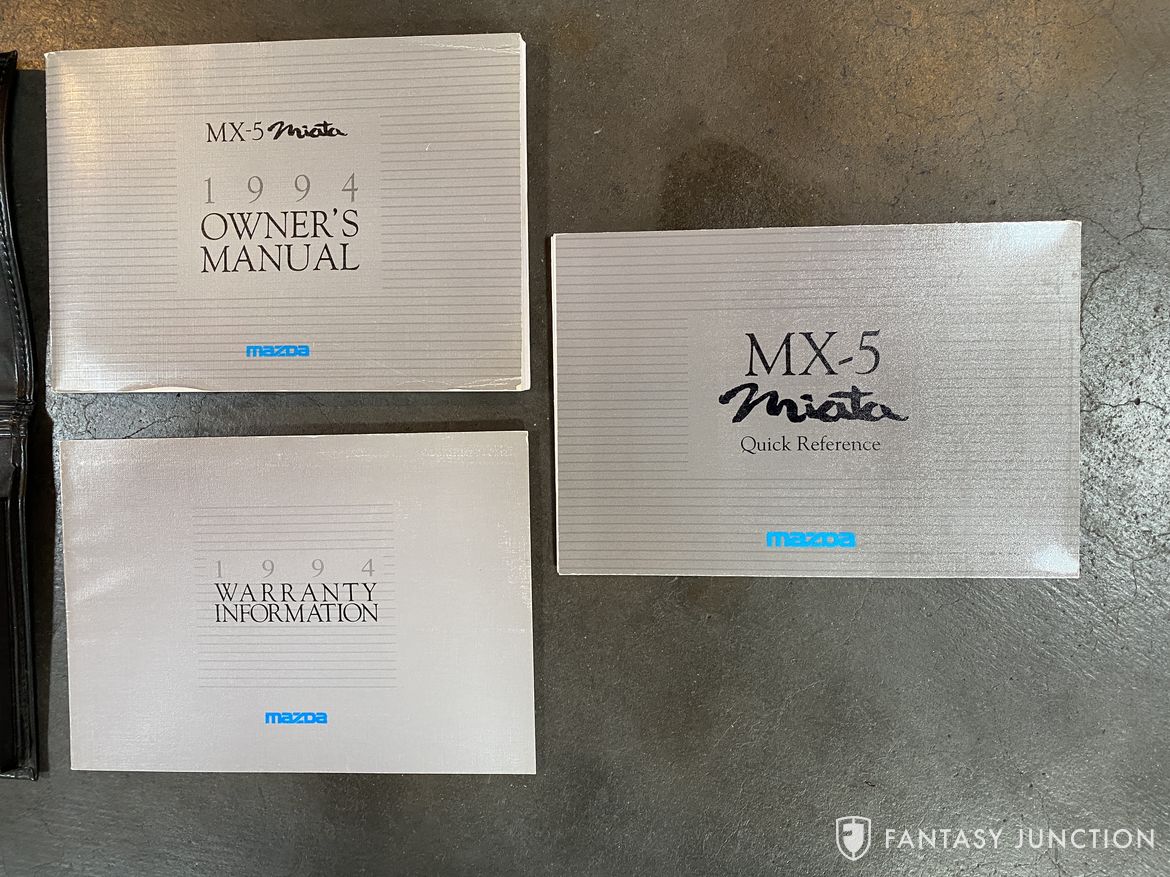 MX-5 Miata
1994
OWNER'S
MANUAL
mazda
MX-5
Miata
Quick Reference
mazda
1994
WARRANTY
INFORMATION
mazda
FANTASY JUNCTION